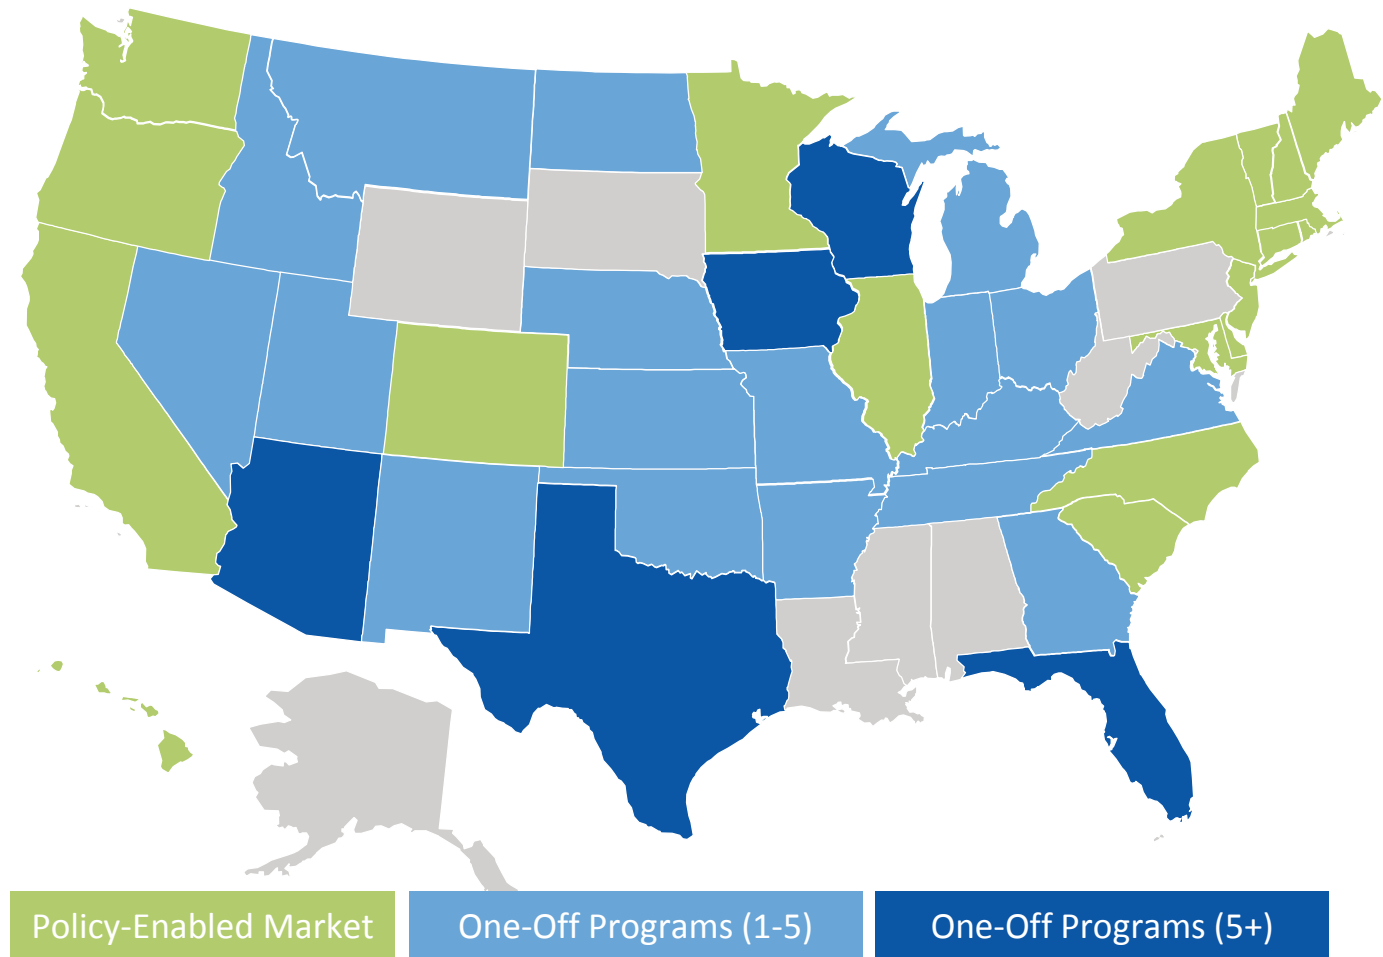 Policy-Enabled Market
One-Off Programs (1-5)
One-Off Programs (5+)